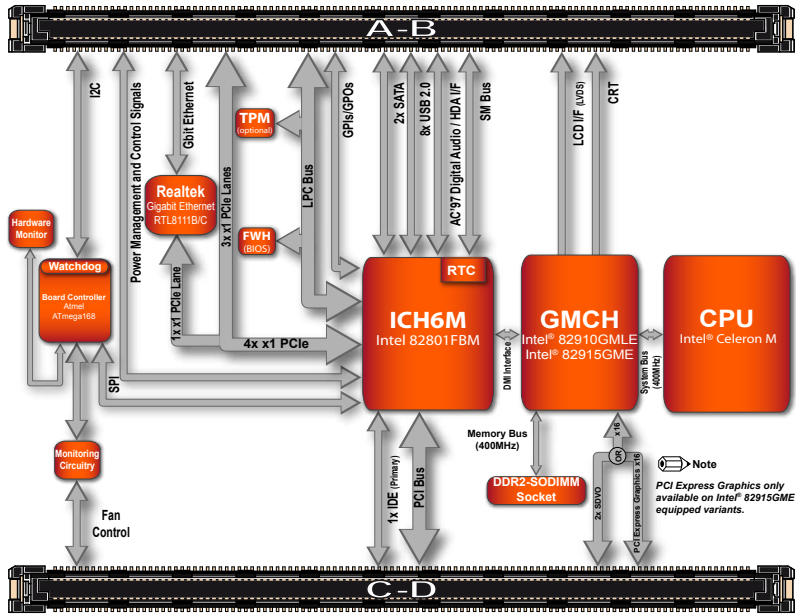 A-B
I2C
Power Management and Control Signals
Gbit Ethernet
3x x1 PCIe Lanes
TPM
(optional)
LPC Bus
GPIs/GPOs
2x SATA
8x USB 2.0
AC'97 Digital Audio / HDA I/F
SM Bus
LCD I/F (LVDS)
CRT
Realtek
Gigabit Ethernet
RTL8111B/C
Hardware
Monitor
FWH
(BIOS)
Watchdog
Board Controller
Atmel
ATmega168
RTC
ICH6M
Intel 82801FBM
GMCH
Intel® 82910GMLE
Intel® 82915GME
CPU
Intel® Celeron M
1x x1 PCIe Lane
4x x1 PCIe
DMI Interface
System Bus
(400MHz)
SPI
Memory Bus
(400MHz)
x16
OR
Monitoring
Circuitry
1x IDE (Primary)
PCI Bus
DDR2-SODIMM
Socket
2x SDVO
PCI Express Graphics x16
Note
PCI Express Graphics only
available on Intel® 82915GME
equipped variants.
Fan
Control
C-D